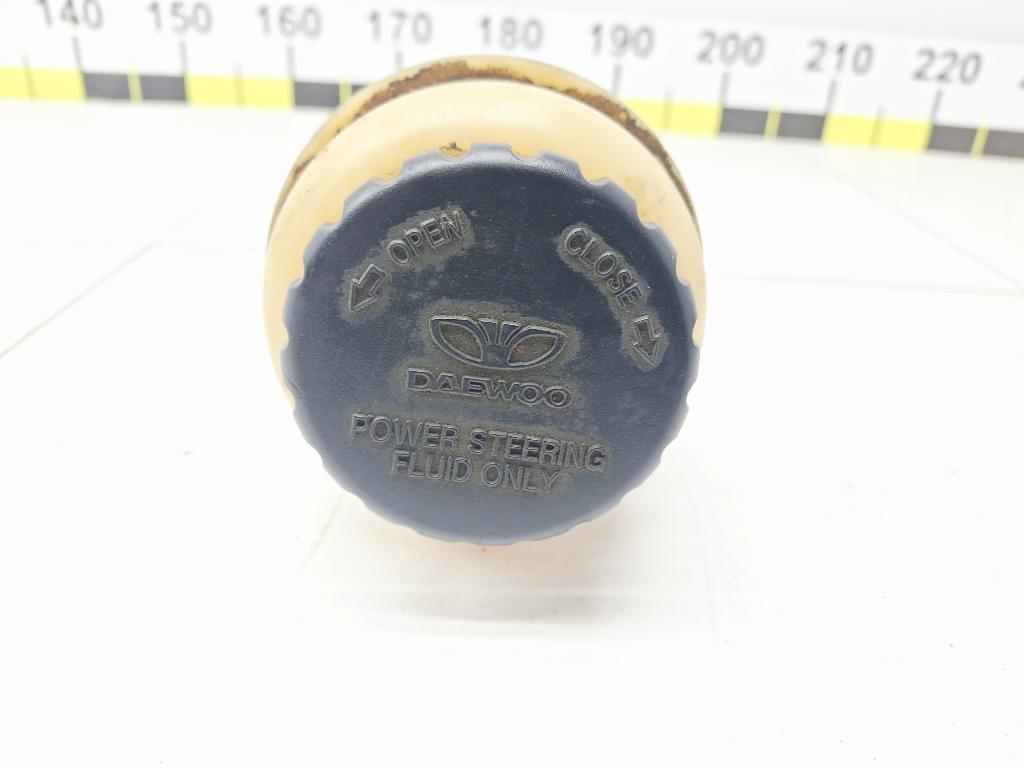 140 150 160 170 180 190 200 210 220
OPEN
CLOSE
DAEWOO
POWER STEERING
FLUID ONLY